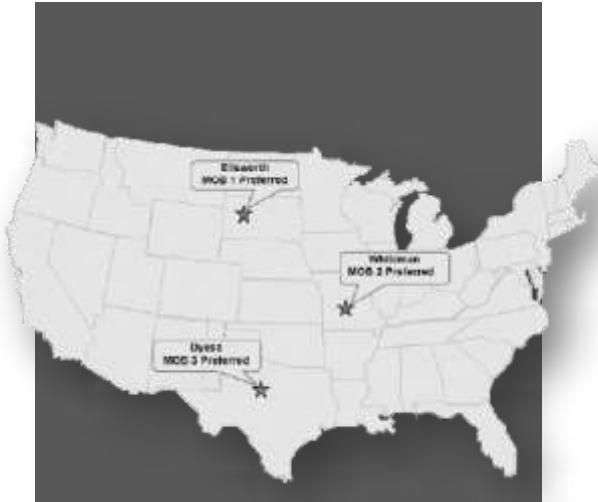 Ellsworth
MOB 1 Preferred
Whiteman
MOB 2 Preferred
Dyess
MOB 3 Preferred